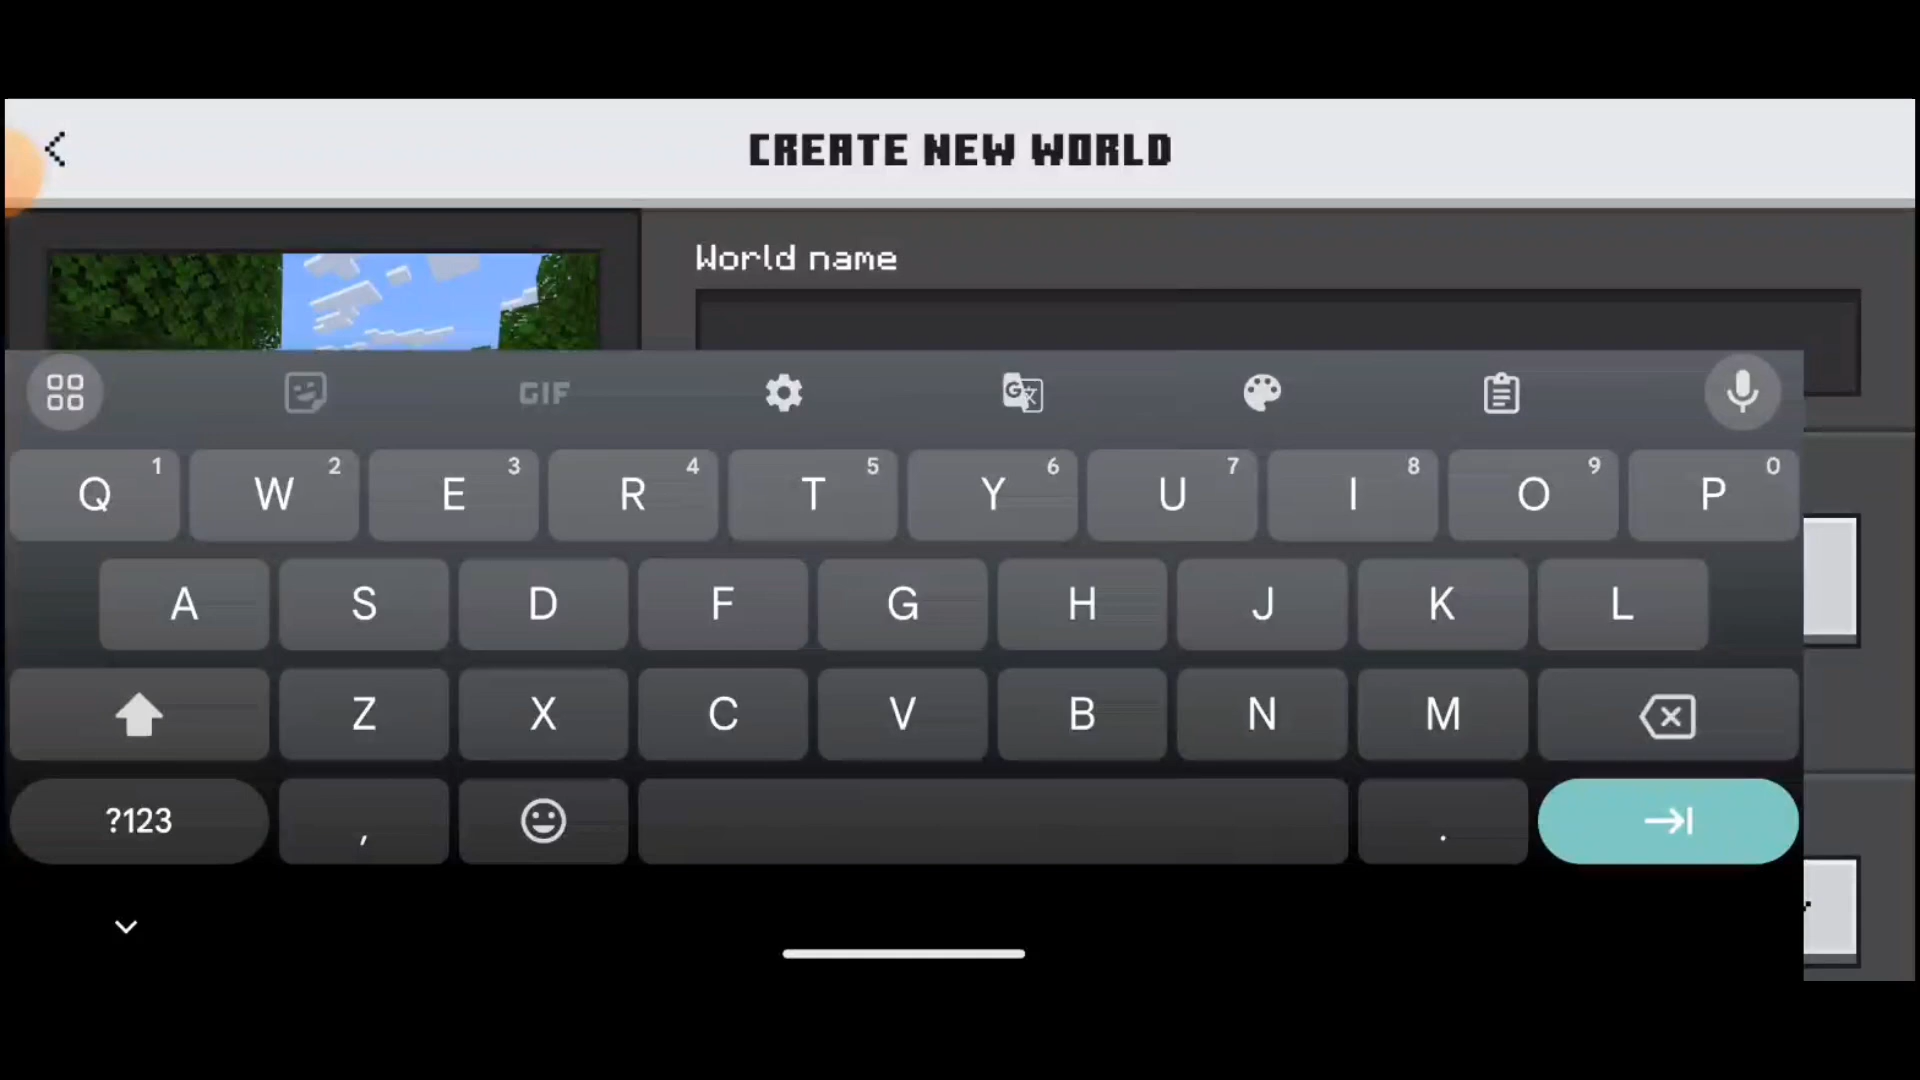 CREATE NEW WORLD
World name
GIF
Q 1 W 2 E 3 R 4 T 5 Y 6 U 7 I 8 O 9 P 0
A S D F G H J K L
Z X C V B N M
?123 , .